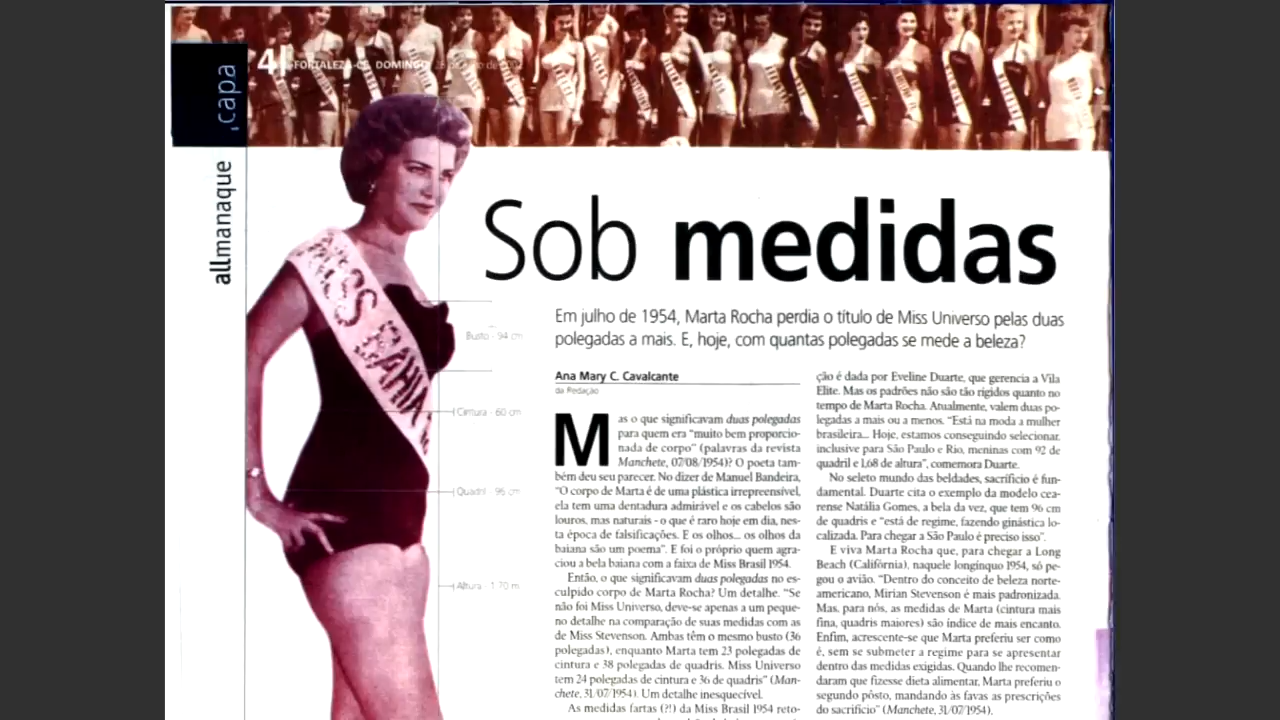 4
FORTALEZA-CE, DOMINGO
.capa
allmanaque
MISS BAHIA
Sob medidas
Em julho de 1954, Marta Rocha perdia o título de Miss Universo pelas duas
polegadas a mais. E, hoje, com quantas polegadas se mede a beleza?
Busto - 94 cm
Cintura - 60 cm
Quadril - 96 cm
Altura - 1.70 m
Ana Mary C. Cavalcante
da Redação
Mas o que significavam duas polegadas
para quem era “muito bem proporcio-
nada de corpo” (palavras da revista
Manchete, 07/08/1954)? O poeta tam-
bém deu seu parecer. No dizer de Manuel Bandeira,
“O corpo de Marta é de uma plástica irrepreensível,
ela tem uma dentadura admirável e os cabelos são
louros, mas naturais - o que é raro hoje em dia, nes-
ta época de falsificações. E os olhos... os olhos da
baiana são um poema”. E foi o próprio quem agra-
ciou a bela baiana com a faixa de Miss Brasil 1954.
Então, o que significavam duas polegadas no es-
culpido corpo de Marta Rocha? Um detalhe. “Se
não foi Miss Universo, deve-se apenas a um peque-
no detalhe na comparação de suas medidas com as
de Miss Stevenson. Ambas têm o mesmo busto (36
polegadas), enquanto Marta tem 23 polegadas de
cintura e 38 polegadas de quadris. Miss Universo
tem 24 polegadas de cintura e 36 de quadris” (Man-
chete, 31/07/1954). Um detalhe inesquecível.
As medidas fartas (?!) da Miss Brasil 1954 reto-
ção é dada por Eveline Duarte, que gerencia a Vila
Elite. Mas os padrões não são tão rígidos quanto no
tempo de Marta Rocha. Atualmente, valem duas po-
legadas a mais ou a menos. “Está na moda a mulher
brasileira... Hoje, estamos conseguindo selecionar,
inclusive para São Paulo e Rio, meninas com 92 de
quadril e 1,68 de altura”, comemora Duarte.
No seleto mundo das beldades, sacrifício é fun-
damental. Duarte cita o exemplo da modelo cea-
rense Natália Gomes, a bela da vez, que tem 96 cm
de quadris e “está de regime, fazendo ginástica lo-
calizada. Para chegar a São Paulo é preciso isso”.
E viva Marta Rocha que, para chegar a Long
Beach (Califórnia), naquele longínquo 1954, só pe-
gou o avião. “Dentro do conceito de beleza norte-
americano, Mirian Stevenson é mais padronizada.
Mas, para nós, as medidas de Marta (cintura mais
fina, quadris maiores) são índice de mais encanto.
Enfim, acrescente-se que Marta preferiu ser como
é, sem se submeter a regime para se apresentar
dentro das medidas exigidas. Quando lhe recomen-
daram que fizesse dieta alimentar, Marta preferiu o
segundo pôsto, mandando às favas as prescrições
do sacrifício” (Manchete, 31/07/1954).